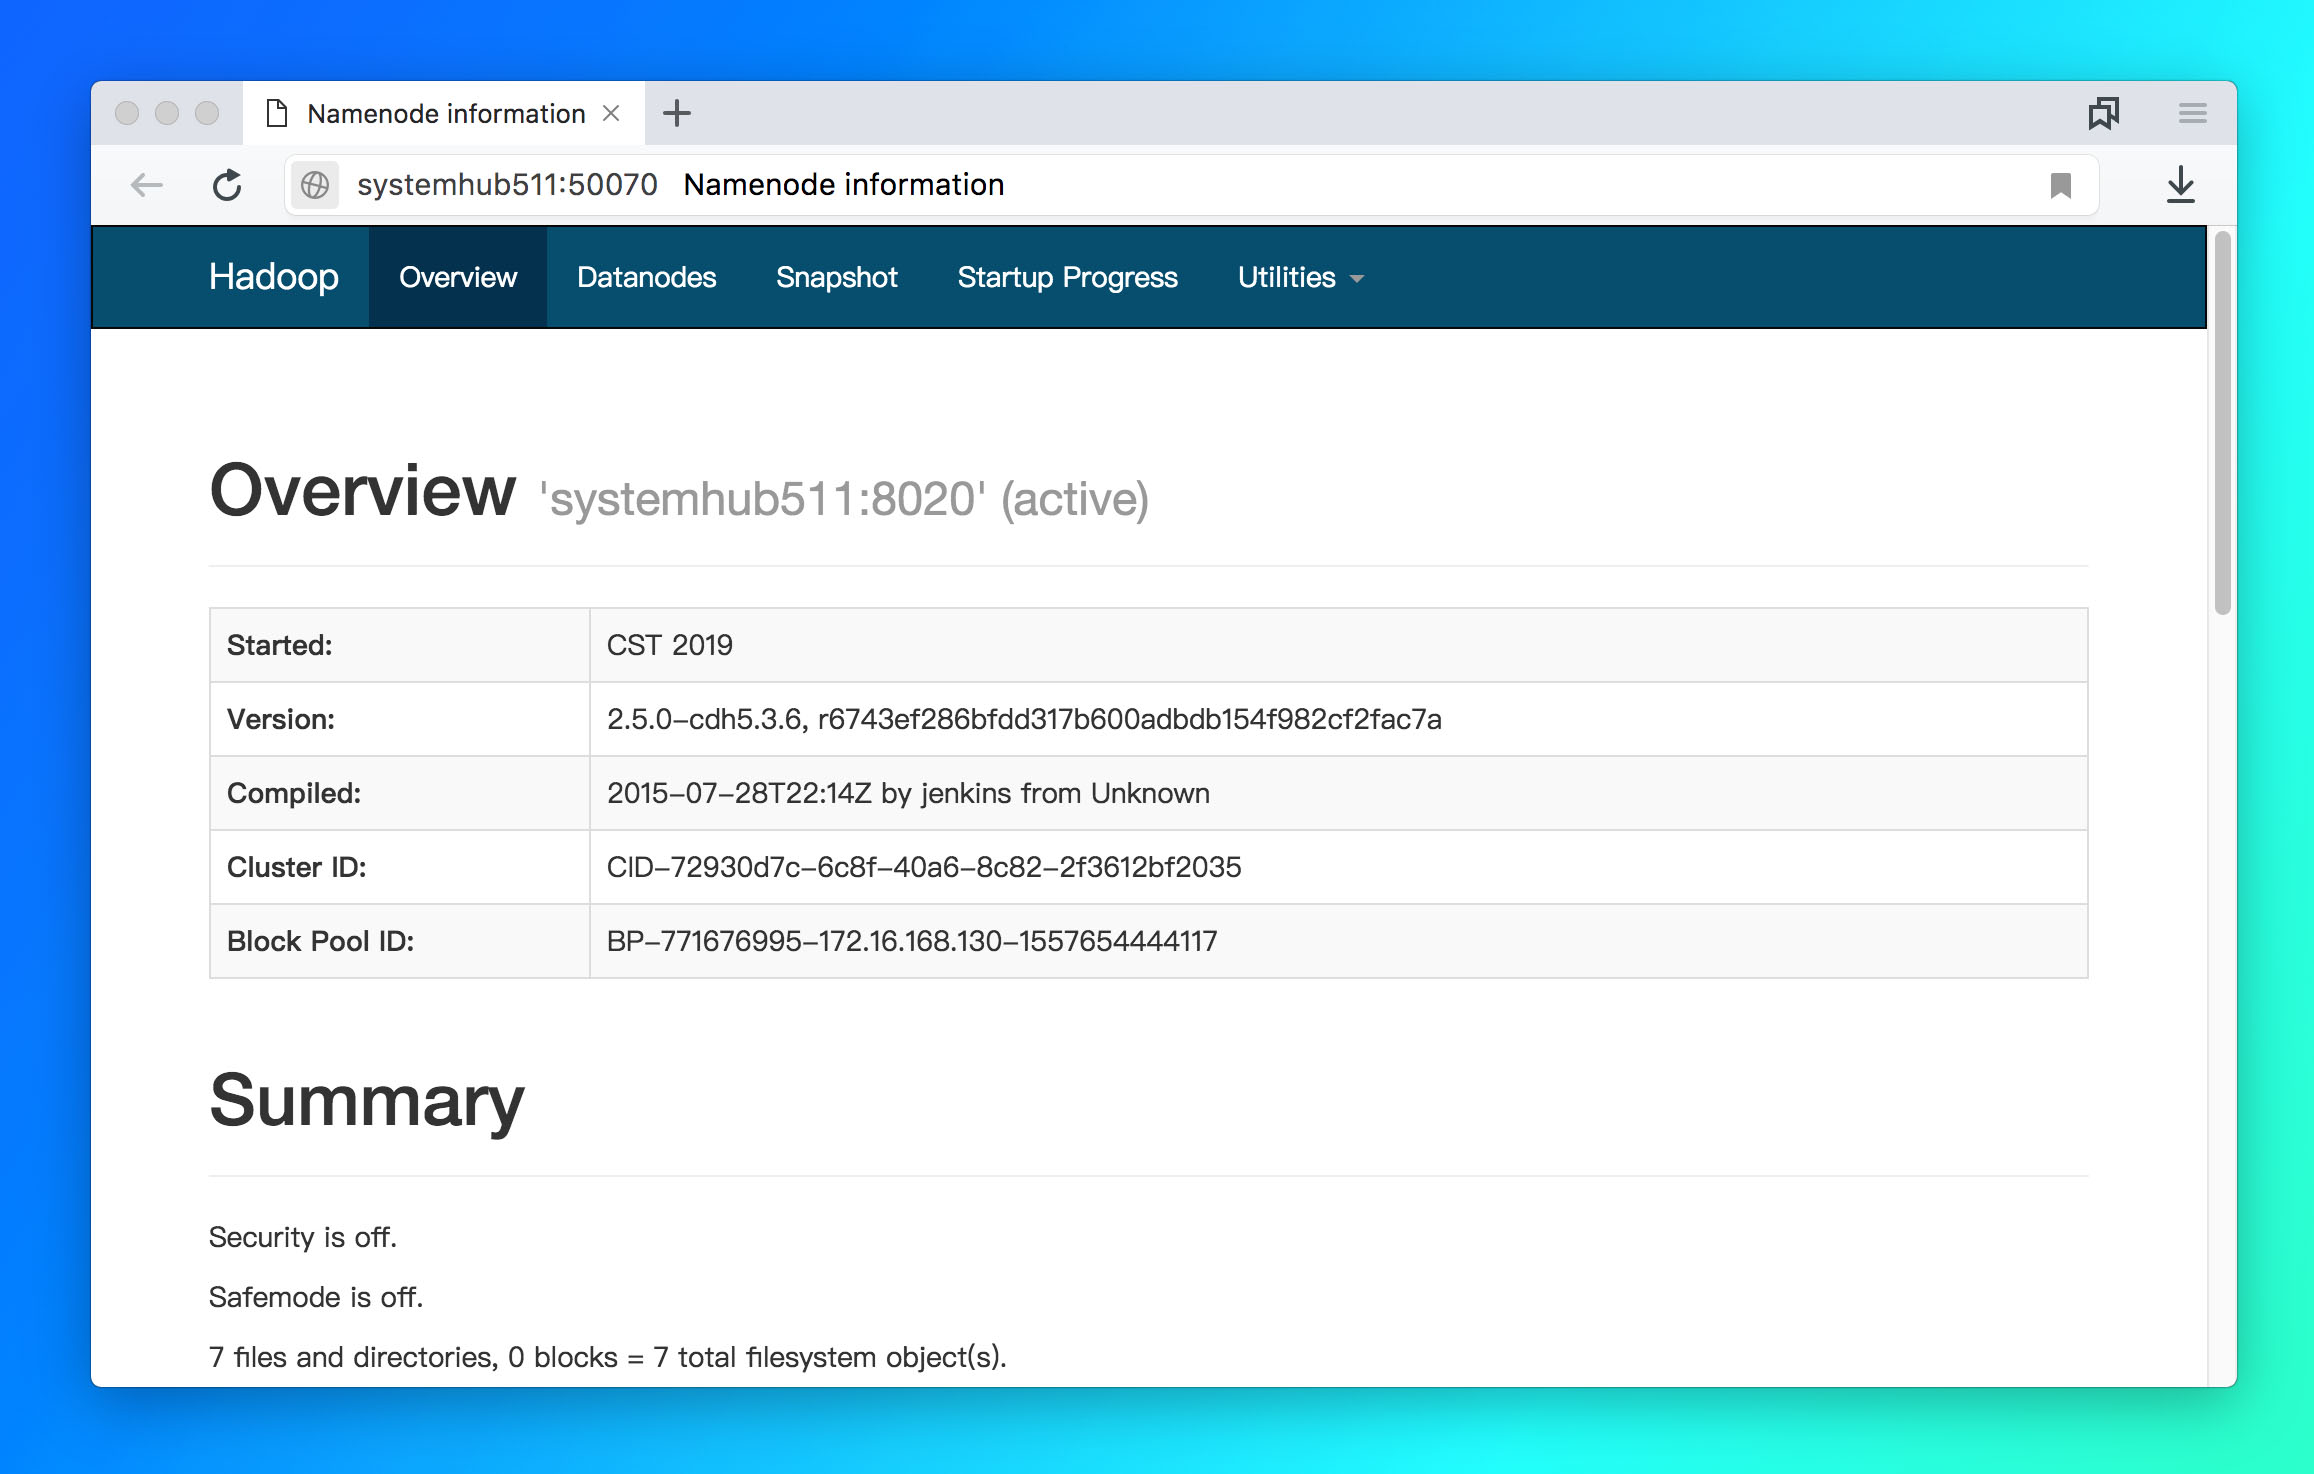 Namenode information
systemhub511:50070 Namenode information
Hadoop Overview Datanodes Snapshot Startup Progress Utilities
Overview 'systemhub511:8020' (active)
Started: CST 2019
Version: 2.5.0-cdh5.3.6, r6743ef286bfdd317b600adbdb154f982cf2fac7a
Compiled: 2015-07-28T22:14Z by jenkins from Unknown
Cluster ID: CID-72930d7c-6c8f-40a6-8c82-2f3612bf2035
Block Pool ID: BP-771676995-172.16.168.130-1557654444117
Summary
Security is off.
Safemode is off.
7 files and directories, 0 blocks = 7 total filesystem object(s).